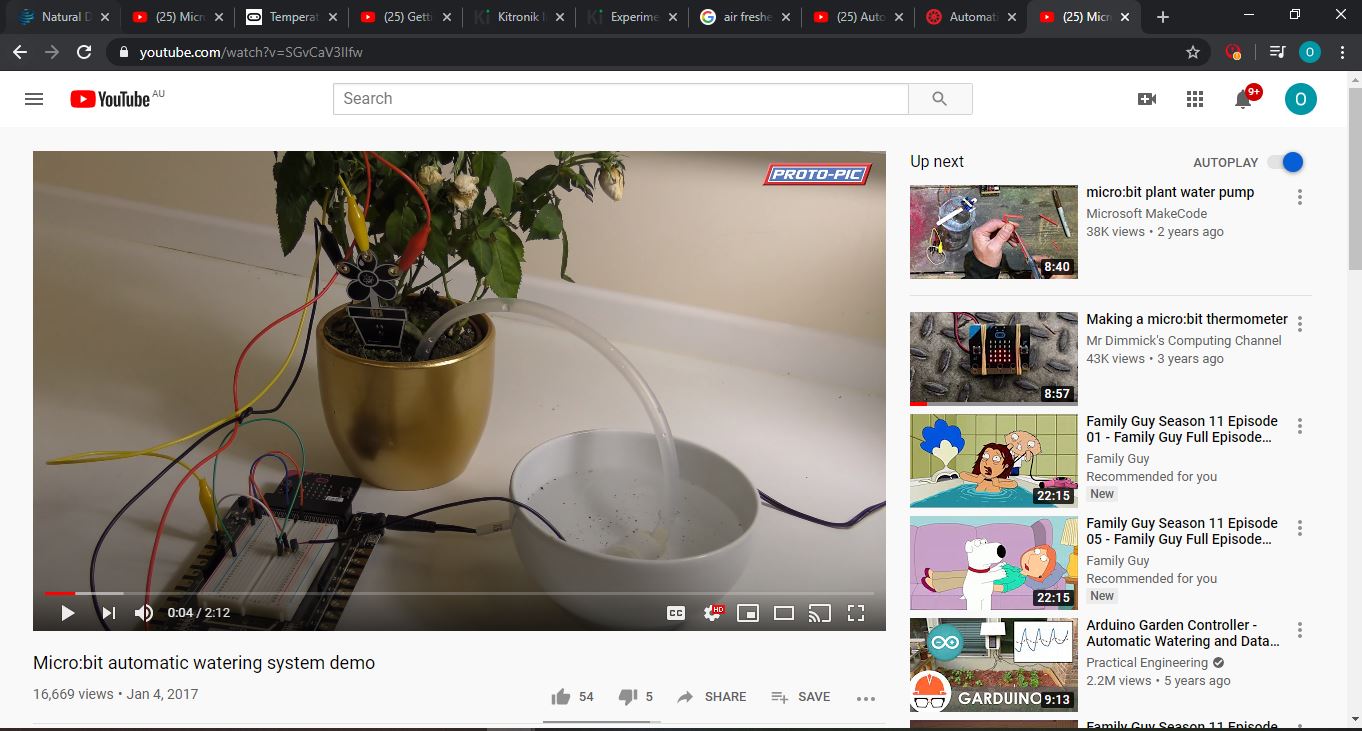 Natural D
(25) Micro
Temperat
(25) Getti
Kitronik I
Experime
air freshe
(25) Auto
Automati
(25) Micr
youtube.com/watch?v=SGvCaV3IIfw
O
YouTube AU
Search
9+
O
PROTO-PIC
0:04 / 2:12
CC
HD
Micro:bit automatic watering system demo
16,669 views • Jan 4, 2017
54
5
SHARE
SAVE
Up next
AUTOPLAY
8:40
micro:bit plant water pump
Microsoft MakeCode
38K views • 2 years ago
8:57
Making a micro:bit thermometer
Mr Dimmick's Computing Channel
43K views • 3 years ago
22:15
Family Guy Season 11 Episode
01 - Family Guy Full Episode...
Family Guy
Recommended for you
New
22:15
Family Guy Season 11 Episode
05 - Family Guy Full Episode...
Family Guy
Recommended for you
New
GARDUINO
9:13
Arduino Garden Controller -
Automatic Watering and Data...
Practical Engineering
2.2M views • 5 years ago
Family Guy Season 11 Episode